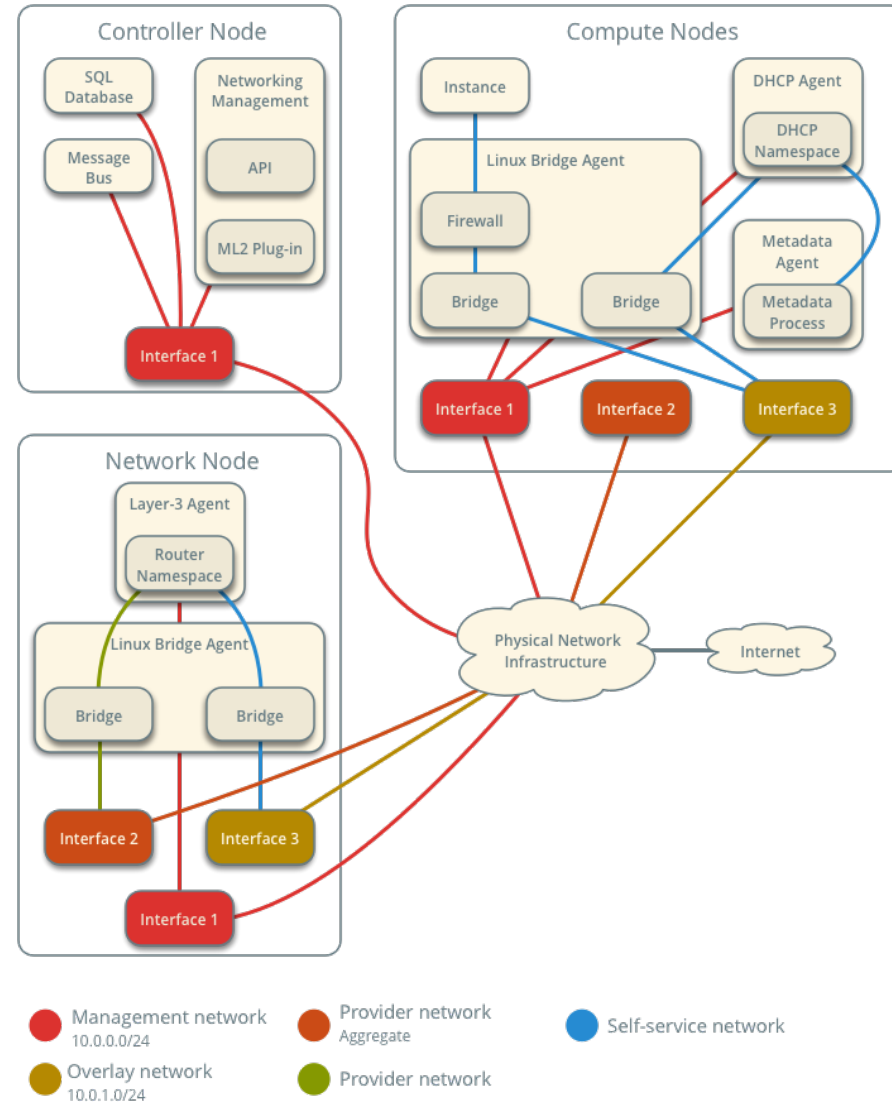 Controller Node
SQL
Database
Networking
Management
Message
Bus
API
ML2 Plug-in
Interface 1
Compute Nodes
Instance
DHCP Agent
DHCP
Namespace
Linux Bridge Agent
Firewall
Metadata
Agent
Bridge
Bridge
Metadata
Process
Interface 1
Interface 2
Interface 3
Network Node
Layer-3 Agent
Router
Namespace
Linux Bridge Agent
Bridge
Bridge
Interface 2
Interface 3
Interface 1
Physical Network
Infrastructure
Internet
Management network
10.0.0.0/24
Provider network
Aggregate
Self-service network
Overlay network
10.0.1.0/24
Provider network